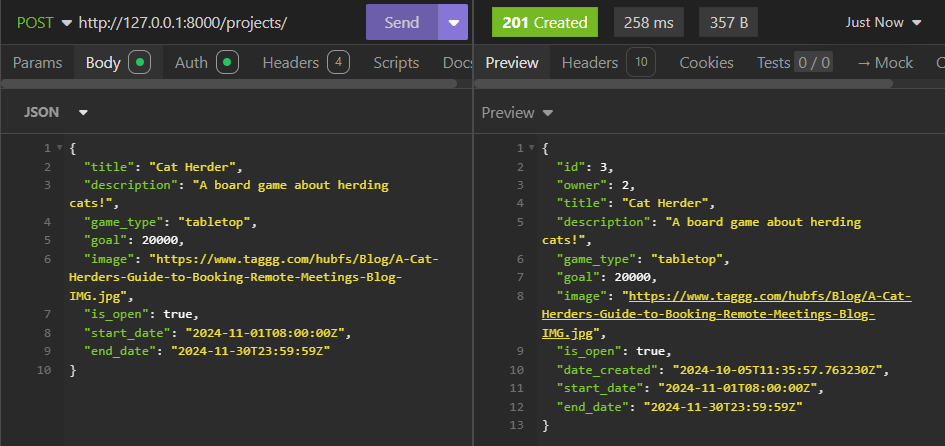 POST http://127.0.0.1:8000/projects/ Send
Params Body Auth Headers 4 Scripts Docs
JSON
1 {
2 "title": "Cat Herder",
3 "description": "A board game about herding
cats!",
4 "game_type": "tabletop",
5 "goal": 20000,
6 "image": "https://www.taggg.com/hubfs/Blog/A-Cat-
Herders-Guide-to-Booking-Remote-Meetings-Blog-
IMG.jpg",
7 "is_open": true,
8 "start_date": "2024-11-01T08:00:00Z",
9 "end_date": "2024-11-30T23:59:59Z"
10 }
201 Created 258 ms 357 B Just Now
Preview Headers 10 Cookies Tests 0 / 0 → Mock
Preview
1 {
2 "id": 3,
3 "owner": 2,
4 "title": "Cat Herder",
5 "description": "A board game about herding
cats!",
6 "game_type": "tabletop",
7 "goal": 20000,
8 "image": "https://www.taggg.com/hubfs/Blog/A-Cat-
Herders-Guide-to-Booking-Remote-Meetings-Blog-
IMG.jpg",
9 "is_open": true,
10 "date_created": "2024-10-05T11:35:57.763230Z",
11 "start_date": "2024-11-01T08:00:00Z",
12 "end_date": "2024-11-30T23:59:59Z"
13 }